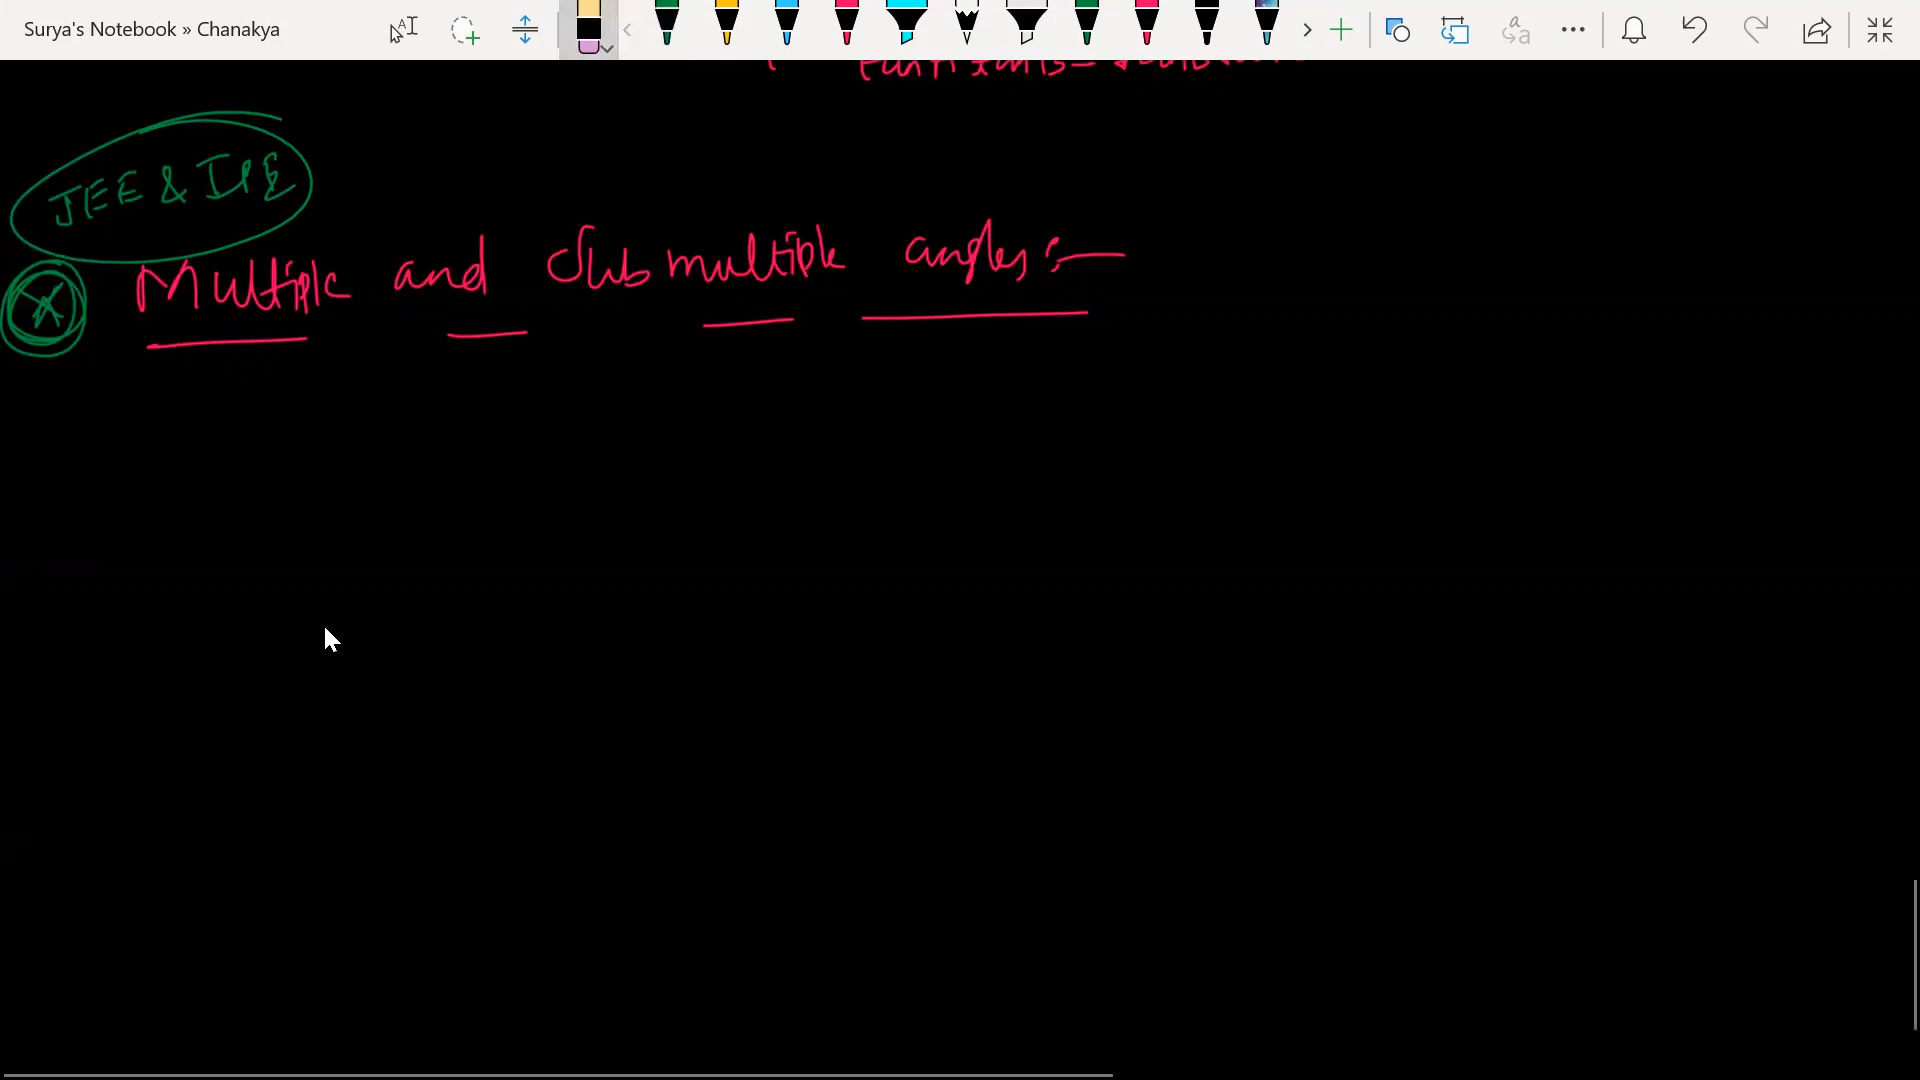 Surya's Notebook » Chanakya
JEE & IPE
Multiple and Submultiple angles:—